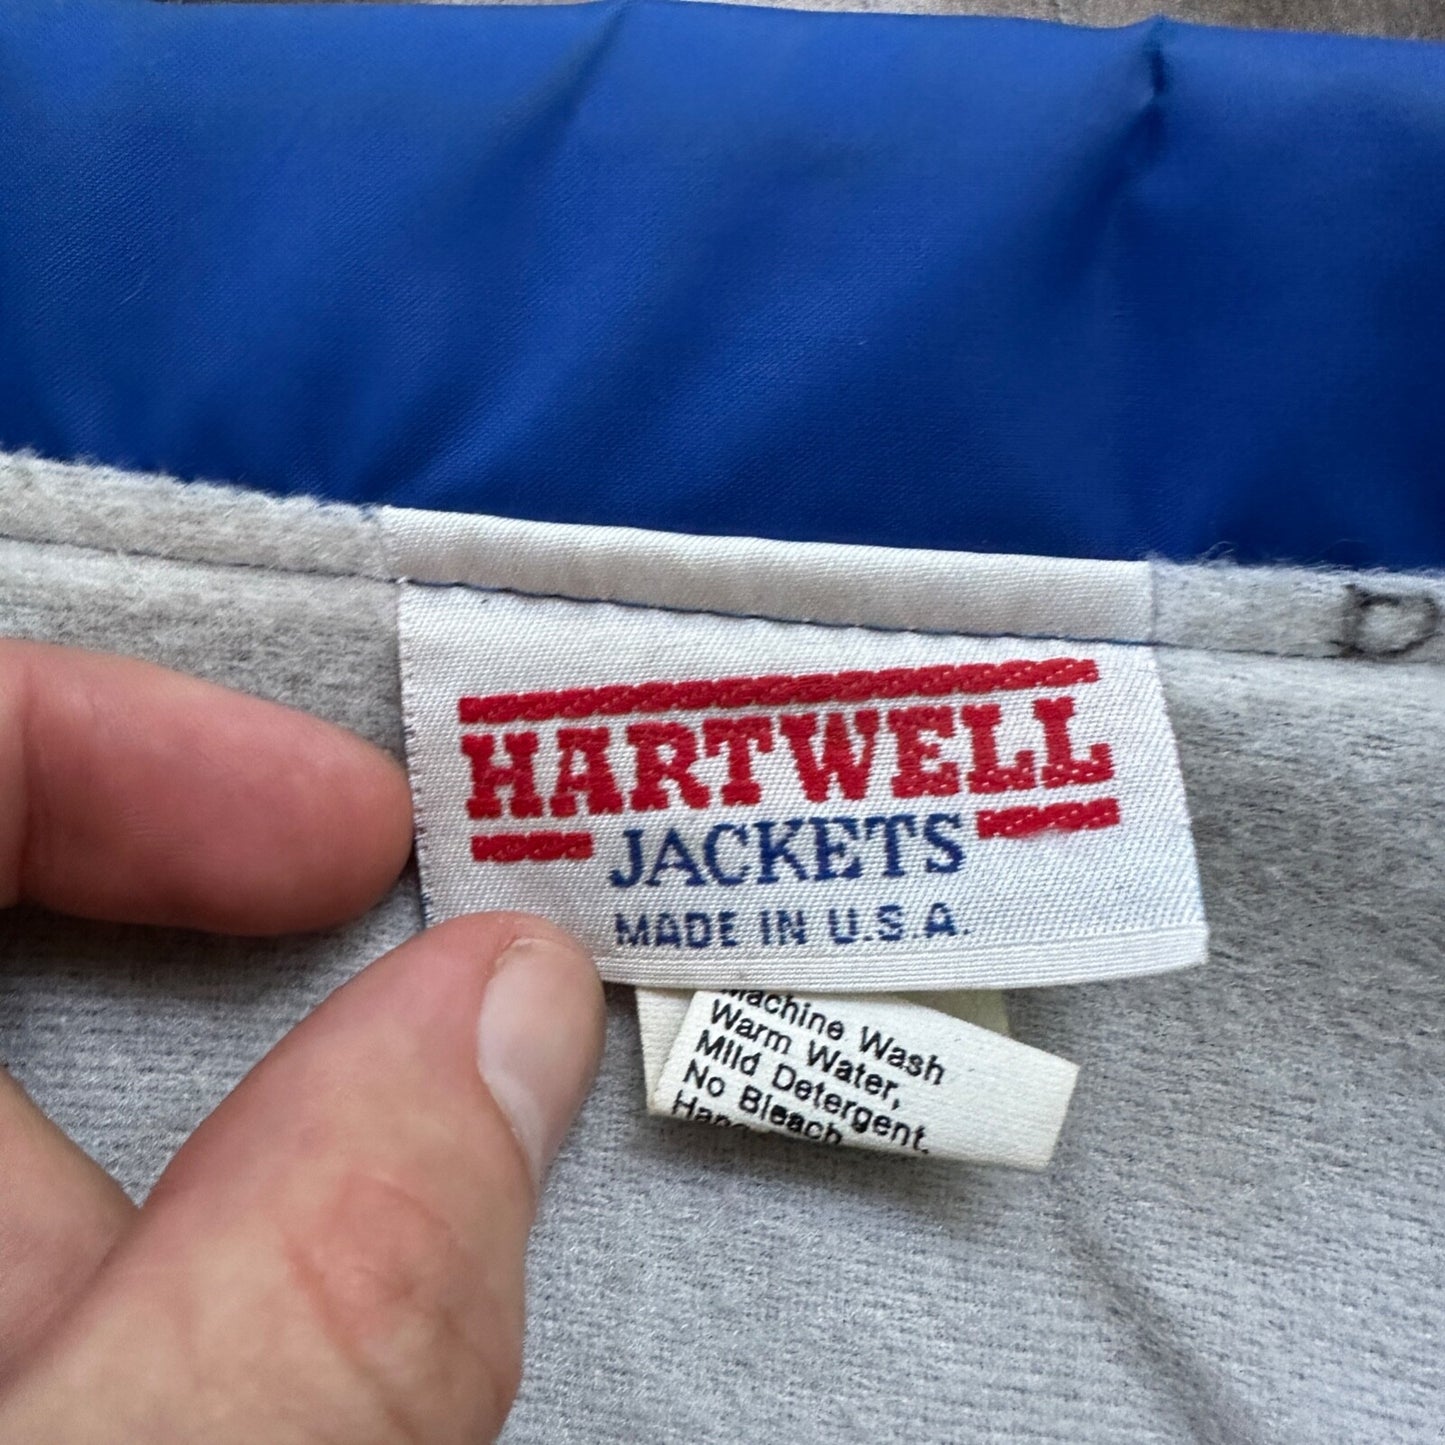 HARTWELL
JACKETS
MADE IN U.S.A.
Machine Wash
Warm Water,
Mild Detergent.
No Bleach
D